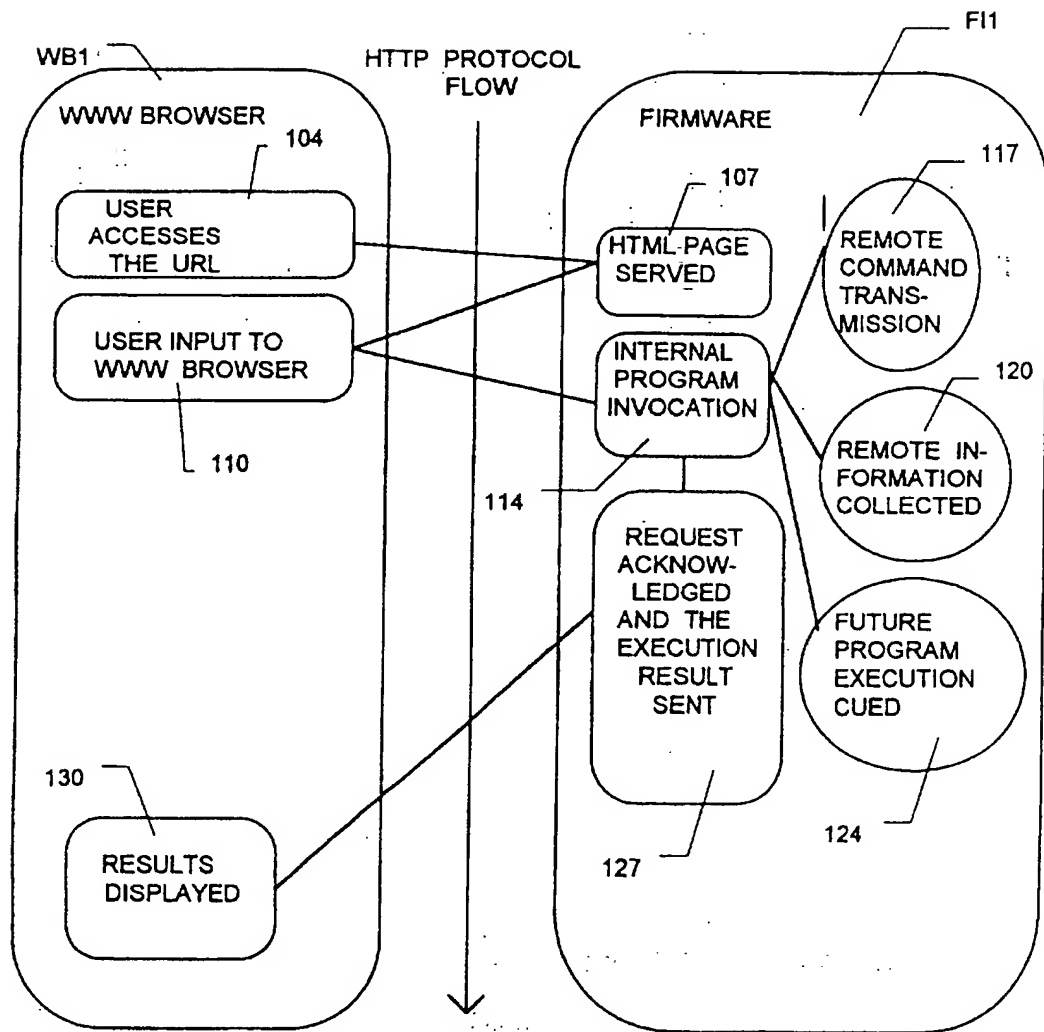 WB1
HTTP PROTOCOL
FLOW
FI1
WWW BROWSER
104
USER
ACCESSES
THE URL
USER INPUT TO
WWW BROWSER
110
130
RESULTS
DISPLAYED
FIRMWARE
107
HTML PAGE
SERVED
117
REMOTE
COMMAND
TRANS-
MISSION
INTERNAL
PROGRAM
INVOCATION
114
120
REMOTE IN-
FORMATION
COLLECTED
REQUEST
ACKNOW-
LEDGED
AND THE
EXECUTION
RESULT
SENT
127
FUTURE
PROGRAM
EXECUTION
CUED
124